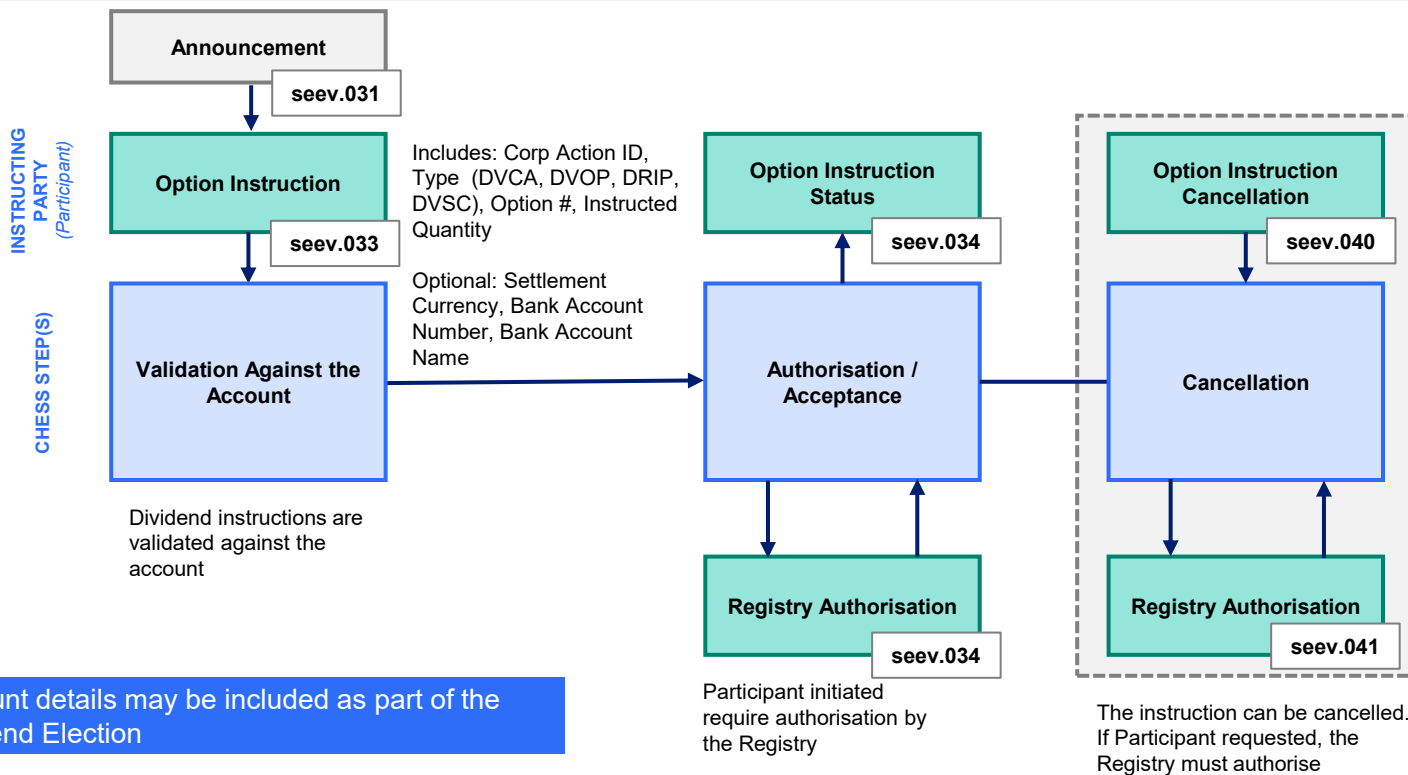 Announcement
seev.031
INSTRUCTING
PARTY
(Participant)
Option Instruction
seev.033
Includes: Corp Action ID,
Type (DVCA, DVOP, DRIP,
DVSC), Option #, Instructed
Quantity
Optional: Settlement
Currency, Bank Account
Number, Bank Account
Name
Option Instruction
Status
seev.034
Option Instruction
Cancellation
seev.040
CHESS STEP(S)
Validation Against the
Account
Authorisation /
Acceptance
Cancellation
Dividend instructions are
validated against the
account
Registry Authorisation
seev.034
Registry Authorisation
seev.041
Participant initiated
require authorisation by
the Registry
The instruction can be cancelled.
If Participant requested, the
Registry must authorise
unt details may be included as part of the
end Election